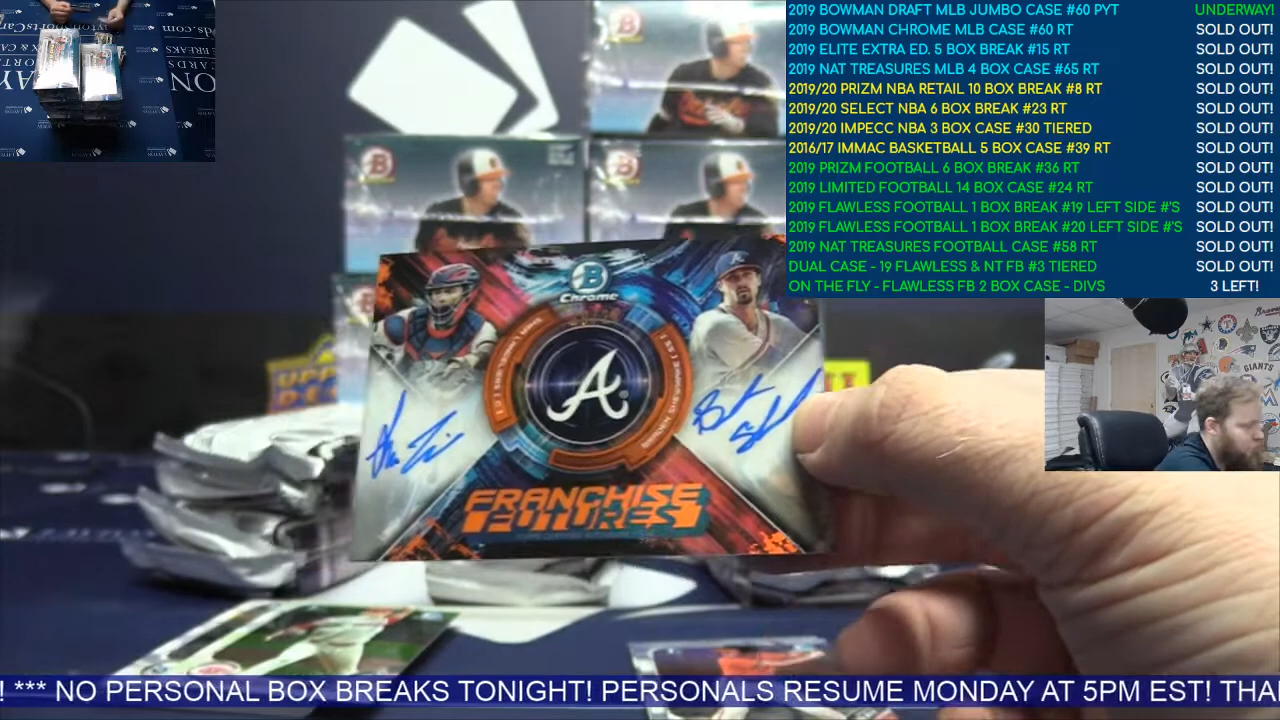 2019 BOWMAN DRAFT MLB JUMBO CASE #60 PYT UNDERWAY!
2019 BOWMAN CHROME MLB CASE #60 RT SOLD OUT!
2019 ELITE EXTRA ED. 5 BOX BREAK #15 RT SOLD OUT!
2019 NAT TREASURES MLB 4 BOX CASE #65 RT SOLD OUT!
2019/20 PRIZM NBA RETAIL 10 BOX BREAK #8 RT SOLD OUT!
2019/20 SELECT NBA 6 BOX BREAK #23 RT SOLD OUT!
2019/20 IMPECC NBA 3 BOX CASE #30 TIERED SOLD OUT!
2016/17 IMMAC BASKETBALL 5 BOX CASE #39 RT SOLD OUT!
2019 PRIZM FOOTBALL 6 BOX BREAK #36 RT SOLD OUT!
2019 LIMITED FOOTBALL 14 BOX CASE #24 RT SOLD OUT!
2019 FLAWLESS FOOTBALL 1 BOX BREAK #19 LEFT SIDE #'S SOLD OUT!
2019 FLAWLESS FOOTBALL 1 BOX BREAK #20 LEFT SIDE #'S SOLD OUT!
2019 NAT TREASURES FOOTBALL CASE #58 RT SOLD OUT!
DUAL CASE - 19 FLAWLESS & NT FB #3 TIERED SOLD OUT!
ON THE FLY - FLAWLESS FB 2 BOX CASE - DIVS 3 LEFT!
B
Chrome
A
FRANCHISE
FUTURES
GIANTS
! *** NO PERSONAL BOX BREAKS TONIGHT! PERSONALS RESUME MONDAY AT 5PM EST! THA